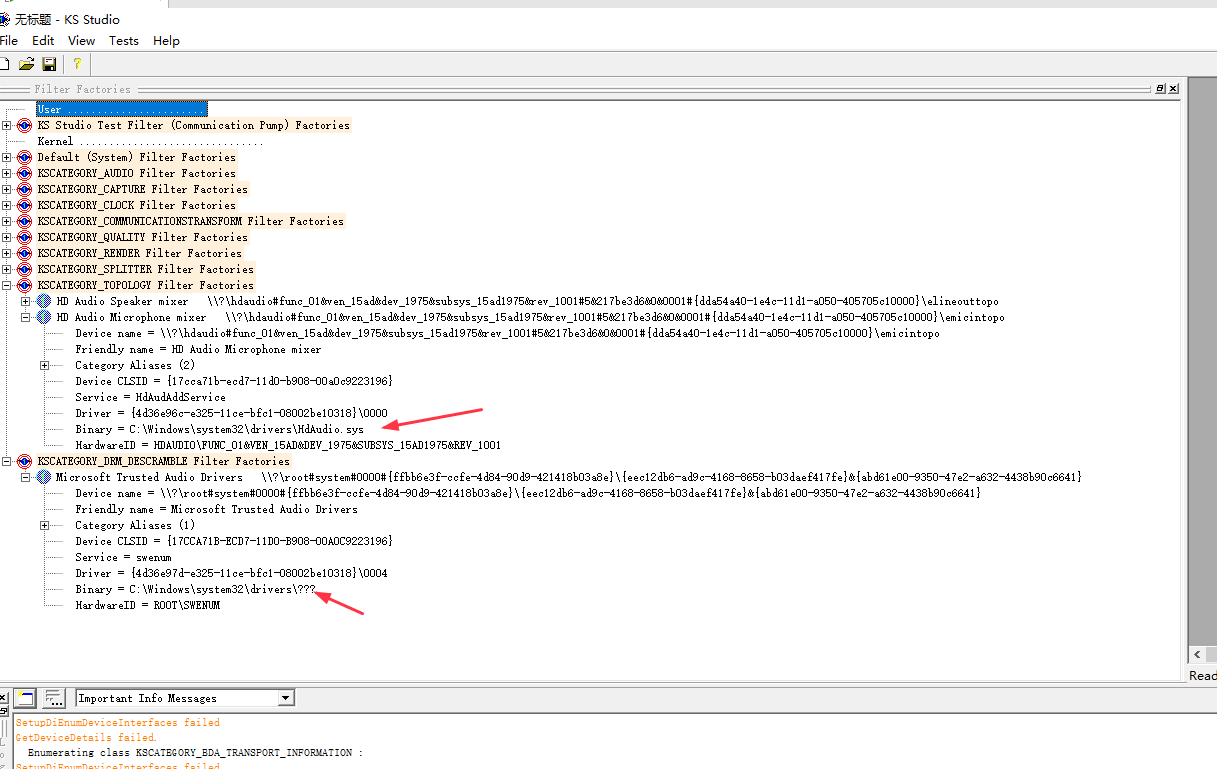 无标题 - KS Studio
File Edit View Tests Help
Filter Factories
User ......................
KS Studio Test Filter (Communication Pump) Factories
Kernel ...............................
Default (System) Filter Factories
KSCATEGORY_AUDIO Filter Factories
KSCATEGORY_CAPTURE Filter Factories
KSCATEGORY_CLOCK Filter Factories
KSCATEGORY_COMMUNICATIONSTRANSFORM Filter Factories
KSCATEGORY_QUALITY Filter Factories
KSCATEGORY_RENDER Filter Factories
KSCATEGORY_SPLITTER Filter Factories
KSCATEGORY_TOPOLOGY Filter Factories
HD Audio Speaker mixer \\?\hdaudio#func_01&ven_15ad&dev_1975&subsys_15ad1975&rev_1001#5&217be3d6&0&0001#{dda54a40-1e4c-11d1-a050-405705c10000}\elineouttopo
HD Audio Microphone mixer \\?\hdaudio#func_01&ven_15ad&dev_1975&subsys_15ad1975&rev_1001#5&217be3d6&0&0001#{dda54a40-1e4c-11d1-a050-405705c10000}\emicintopo
Device name = \\?\hdaudio#func_01&ven_15ad&dev_1975&subsys_15ad1975&rev_1001#5&217be3d6&0&0001#{dda54a40-1e4c-11d1-a050-405705c10000}\emicintopo
Friendly name = HD Audio Microphone mixer
Category Aliases (2)
Device CLSID = {17cca71b-ecd7-11d0-b908-00a0c9223196}
Service = HdAudAddService
Driver = {4d36e96c-e325-11ce-bfc1-08002be10318}\0000
Binary = C:\Windows\system32\drivers\HdAudio.sys
HardwareID = HDAUDIO\FUNC_01&VEN_15AD&DEV_1975&SUBSYS_15AD1975&REV_1001
KSCATEGORY_DRM_DESCRAMBLE Filter Factories
Microsoft Trusted Audio Drivers \\?\root#system#0000#{ffbb6e3f-ccfe-4d84-90d9-421418b03a8e}\{eec12db6-ad9c-4168-8658-b03daef417fe}&{abd61e00-9350-47e2-a632-4438b90c6641}
Device name = \\?\root#system#0000#{ffbb6e3f-ccfe-4d84-90d9-421418b03a8e}\{eec12db6-ad9c-4168-8658-b03daef417fe}&{abd61e00-9350-47e2-a632-4438b90c6641}
Friendly name = Microsoft Trusted Audio Drivers
Category Aliases (1)
Device CLSID = {17CCA71B-ECD7-11D0-B908-00A0C9223196}
Service = swenum
Driver = {4d36e97d-e325-11ce-bfc1-08002be10318}\0004
Binary = C:\Windows\system32\drivers\???
HardwareID = ROOT\SWENUM
Read
Important Info Messages
SetupDiEnumDeviceInterfaces failed
GetDeviceDetails failed.
Enumerating class KSCATEGORY_BDA_TRANSPORT_INFORMATION :
SetupDiEnumDeviceInterfaces failed